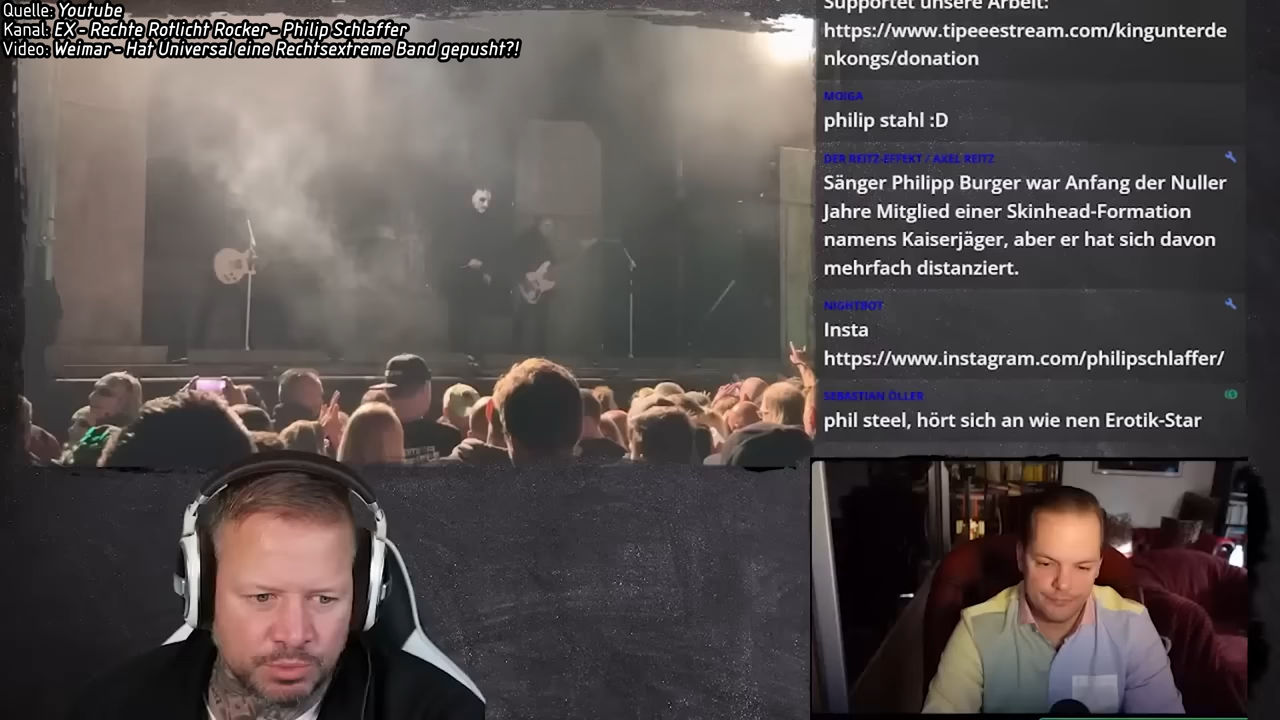 Quelle: Youtube
Kanal: EX - Rechte Rotlicht Rocker - Philip Schlaffer
Video: Weimar - Hat Universal eine Rechtsextreme Band gepusht?!
Supportet unsere Arbeit:
https://www.tipeeestream.com/kingunterde
nkongs/donation
MOIGA
philip stahl :D
DER REITZ-EFFEKT / AXEL REITZ
Sänger Philipp Burger war Anfang der Nuller
Jahre Mitglied einer Skinhead-Formation
namens Kaiserjäger, aber er hat sich davon
mehrfach distanziert.
NIGHTBOT
Insta
https://www.instagram.com/philipschlaffer/
SEBASTIAN ÖLLER
phil steel, hört sich an wie nen Erotik-Star